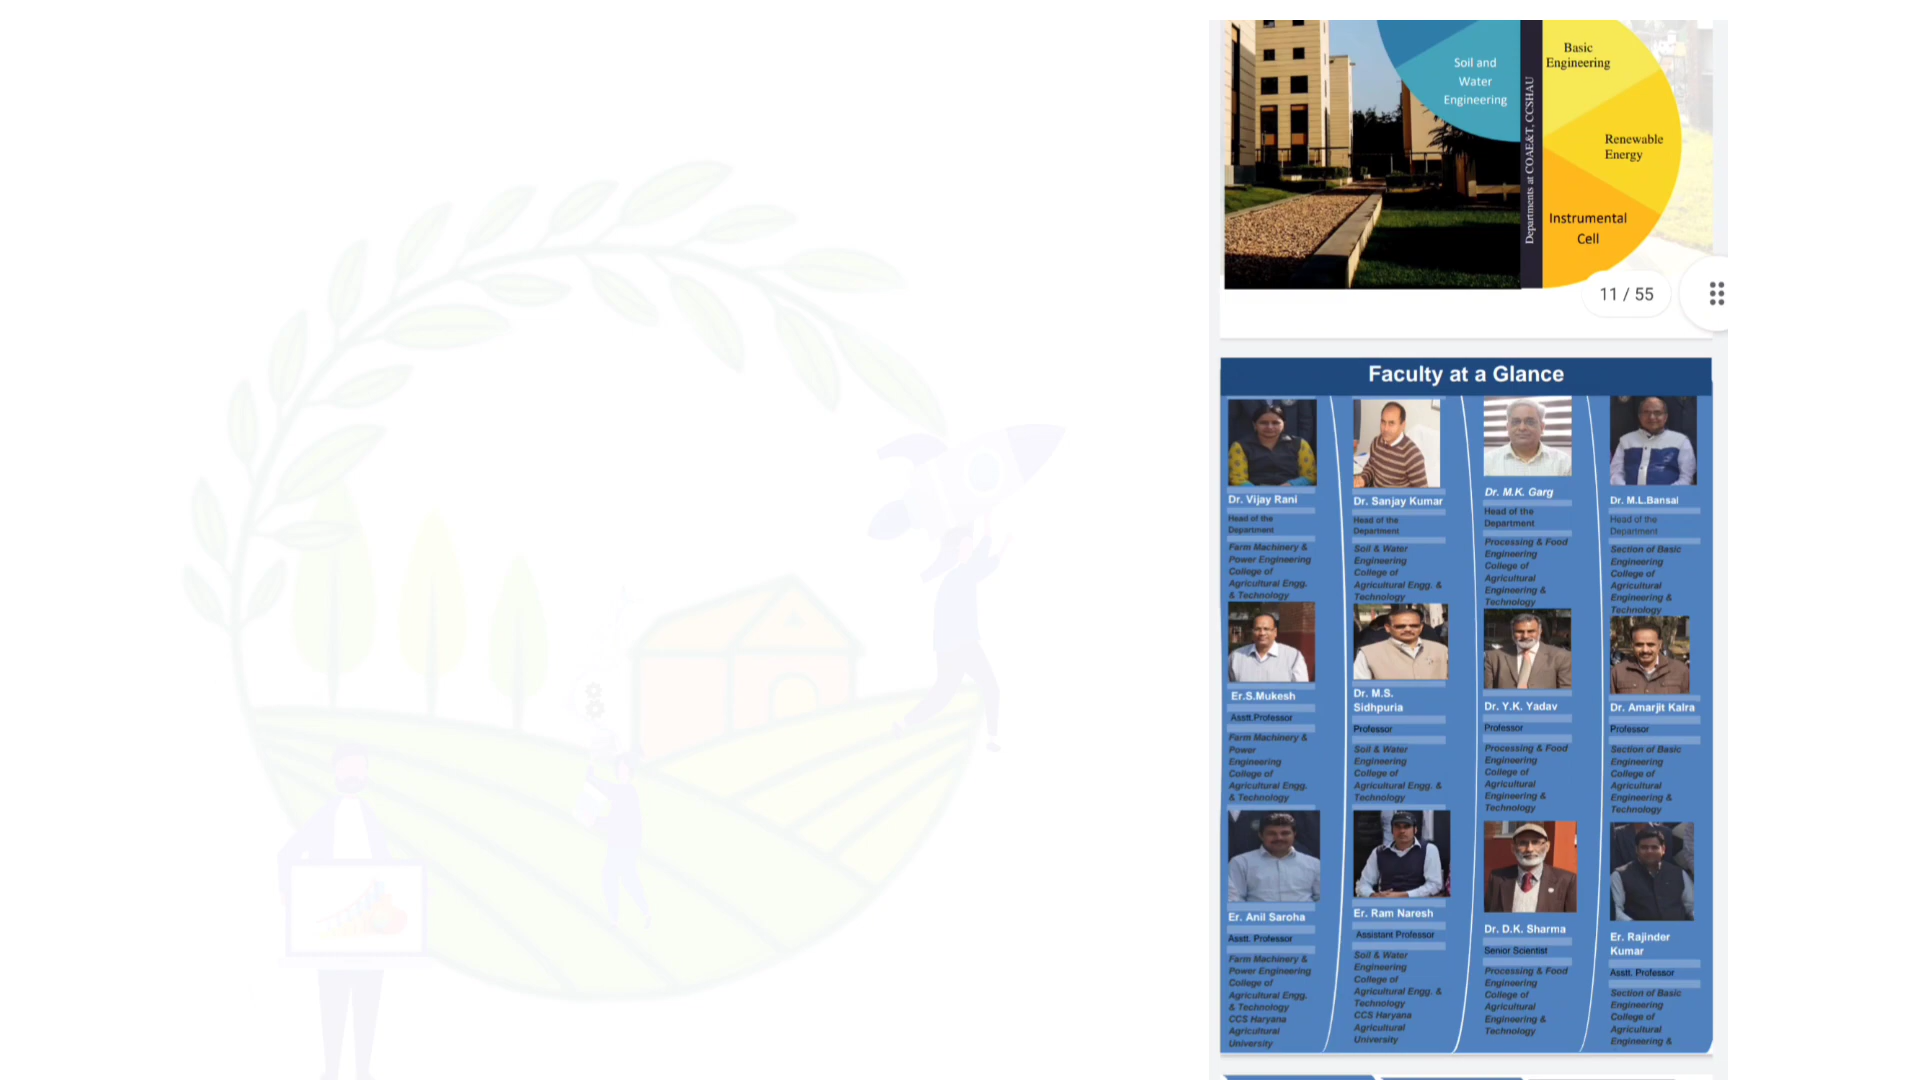 Soil and
Water
Engineering
Departments at COAE&T, CCSHAU
Basic
Engineering
Renewable
Energy
Instrumental
Cell
11 / 55
Faculty at a Glance
Dr. Vijay Rani
Head of the
Department
Farm Machinery &
Power Engineering
College of
Agricultural Engg.
& Technology
Dr. Sanjay Kumar
Head of the
Department
Soil & Water
Engineering
College of
Agricultural Engg. &
Technology
Dr. M.K. Garg
Head of the
Department
Processing & Food
Engineering
College of
Agricultural
Engineering &
Technology
Dr. M.L.Bansal
Head of the
Department
Section of Basic
Engineering
College of
Agricultural
Engineering &
Technology
Er.S.Mukesh
Asstt.Professor
Farm Machinery &
Power
Engineering
College of
Agricultural Engg.
& Technology
Dr. M.S.
Sidhpuria
Professor
Soil & Water
Engineering
College of
Agricultural Engg. &
Technology
Dr. Y.K. Yadav
Professor
Processing & Food
Engineering
College of
Agricultural
Engineering &
Technology
Dr. Amarjit Kalra
Professor
Section of Basic
Engineering
College of
Agricultural
Engineering &
Technology
Er. Anil Saroha
Asstt. Professor
Farm Machinery &
Power Engineering
College of
Agricultural Engg.
& Technology
CCS Haryana
Agricultural
University
Er. Ram Naresh
Assistant Professor
Soil & Water
Engineering
College of
Agricultural Engg. &
Technology
CCS Haryana
Agricultural
University
Dr. D.K. Sharma
Senior Scientist
Processing & Food
Engineering
College of
Agricultural
Engineering &
Technology
Er. Rajinder
Kumar
Asstt. Professor
Section of Basic
Engineering
College of
Agricultural
Engineering &